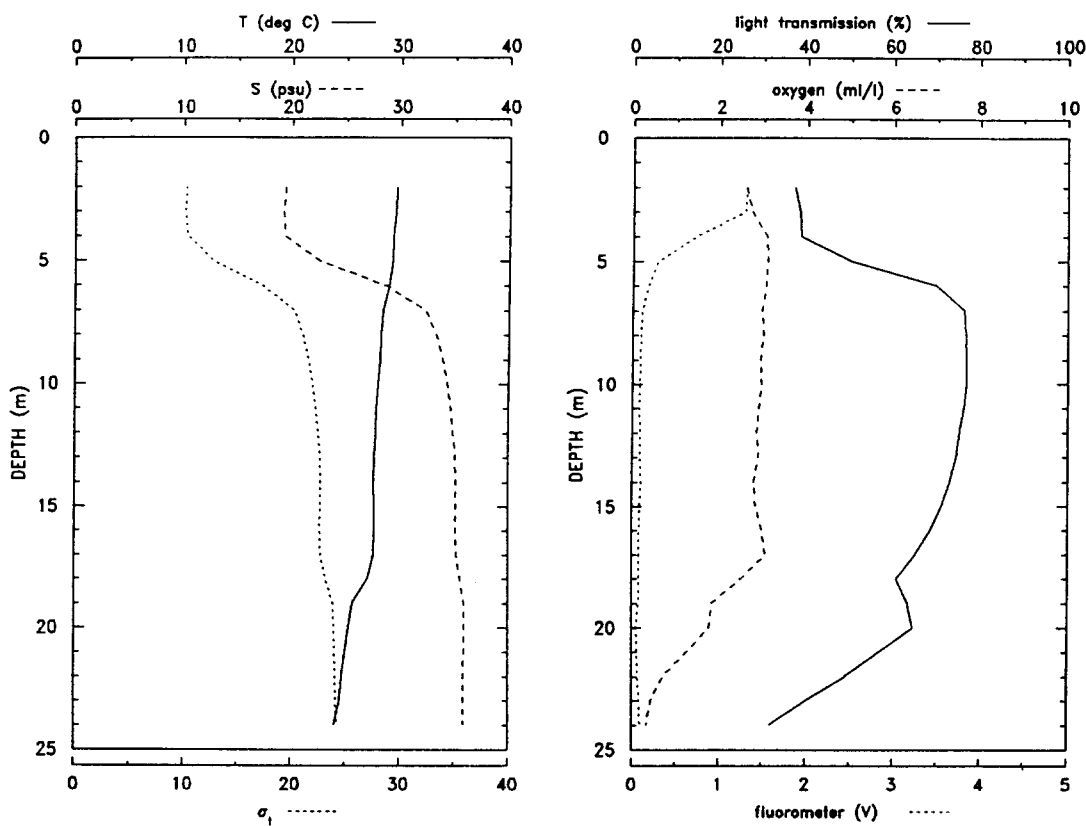 T (deg C)
0 10 20 30 40
S (psu)
0 10 20 30 40
0
5
10
15
20
25
DEPTH (m)
0 10 20 30 40
σt
light transmission (%)
0 20 40 60 80 100
oxygen (ml/l)
0 2 4 6 8 10
0
5
10
15
20
25
DEPTH (m)
0 1 2 3 4 5
fluorometer (V)